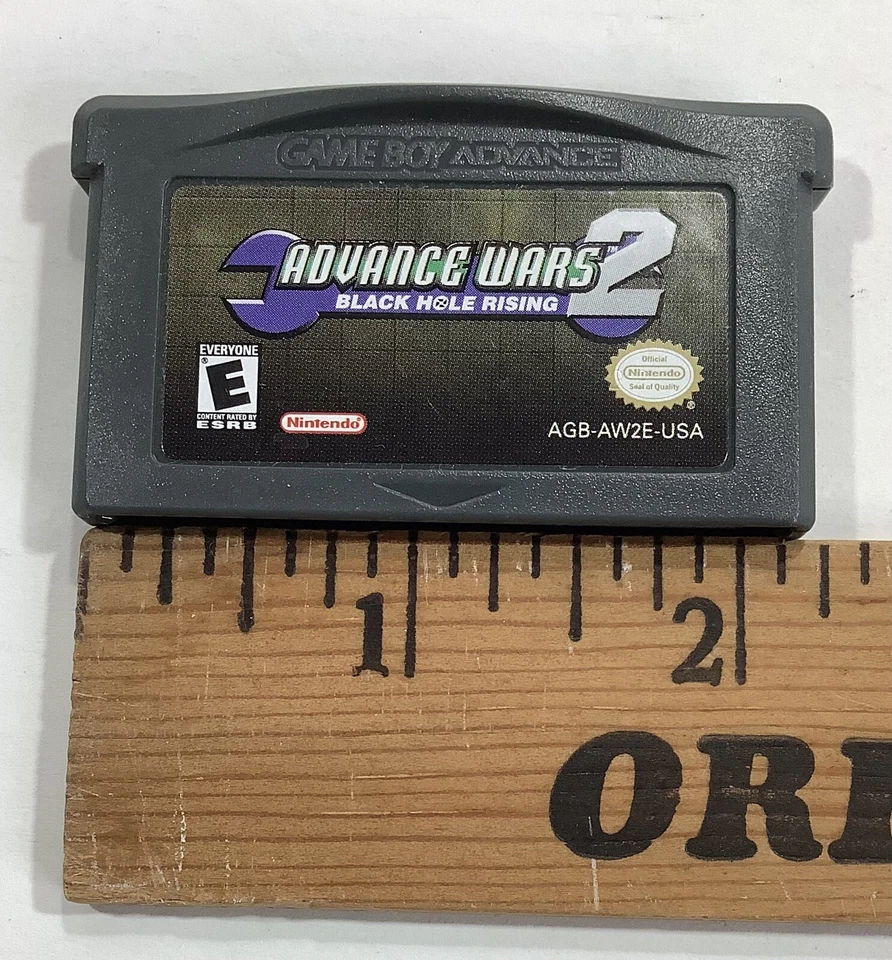 GAME BOY ADVANCE
ADVANCE WARS 2
™
BLACK HOLE RISING
EVERYONE
®
E
CONTENT RATED BY
ESRB
Nintendo
®
Official
Nintendo
Seal of Quality
®
AGB-AW2E-USA
1 2